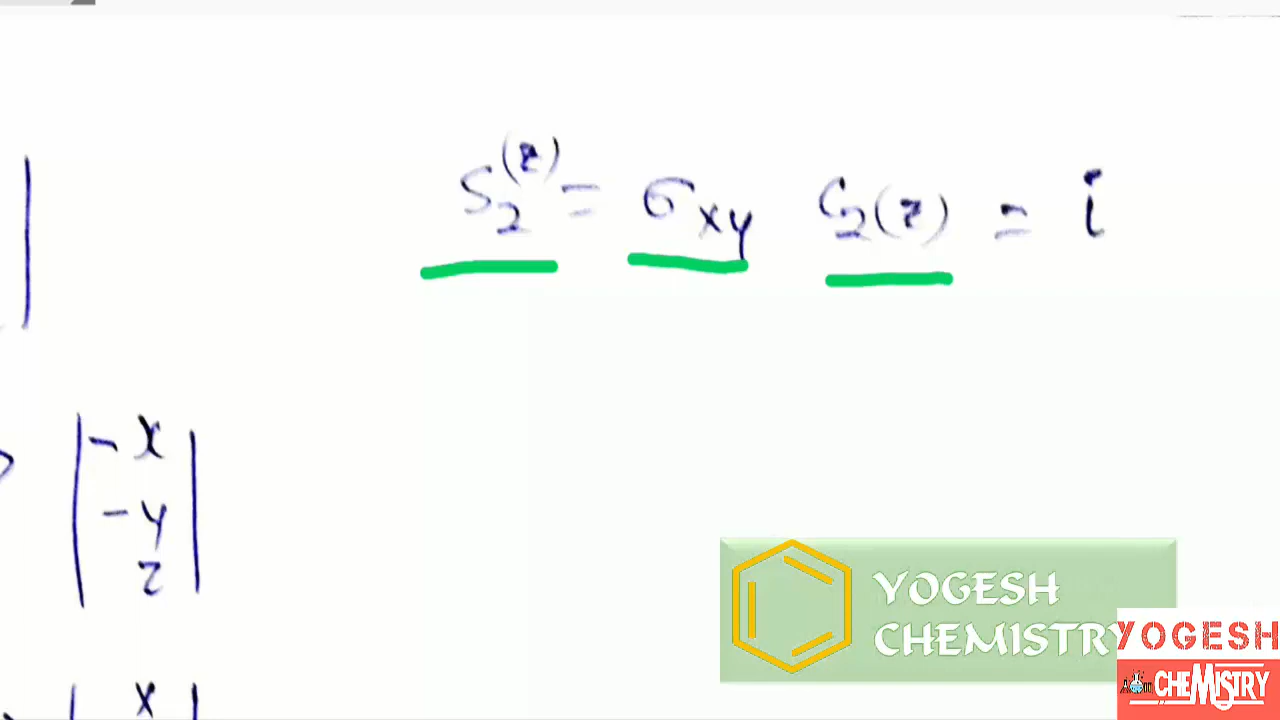 S₂⁽ᶻ⁾ = σxy C₂(z) = i
- x
- y
z
x
YOGESH
CHEMISTRY
YOGESH
CHEMISTRY